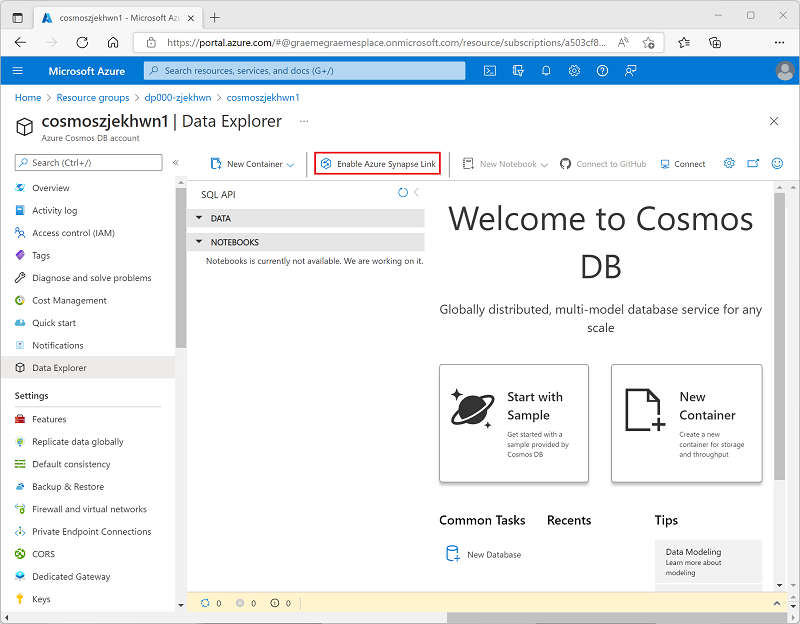 cosmoszjekhwn1 - Microsoft Az
https://portal.azure.com/#@graemegraemesplace.onmicrosoft.com/resource/subscriptions/a503cf8...
Microsoft Azure
Search resources, services, and docs (G+/)
Home > Resource groups > dp000-zjekhwn > cosmoszjekhwn1
cosmoszjekhwn1 | Data Explorer ...
Azure Cosmos DB account
Search (Ctrl+/)
Overview
Activity log
Access control (IAM)
Tags
Diagnose and solve problems
Cost Management
Quick start
Notifications
Data Explorer
Settings
Features
Replicate data globally
Default consistency
Backup & Restore
Firewall and virtual networks
Private Endpoint Connections
CORS
Dedicated Gateway
Keys
New Container
Enable Azure Synapse Link
New Notebook
Connect to GitHub
Connect
SQL API
DATA
NOTEBOOKS
Notebooks is currently not available. We are working on it.
Welcome to Cosmos
DB
Globally distributed, multi-model database service for any
scale
Start with
Sample
Get started with a
sample provided by
Cosmos DB
New
Container
Create a new
container for storage
and throughput
Common Tasks
New Database
Recents
Tips
Data Modeling
Learn more about
modeling
0 0 0